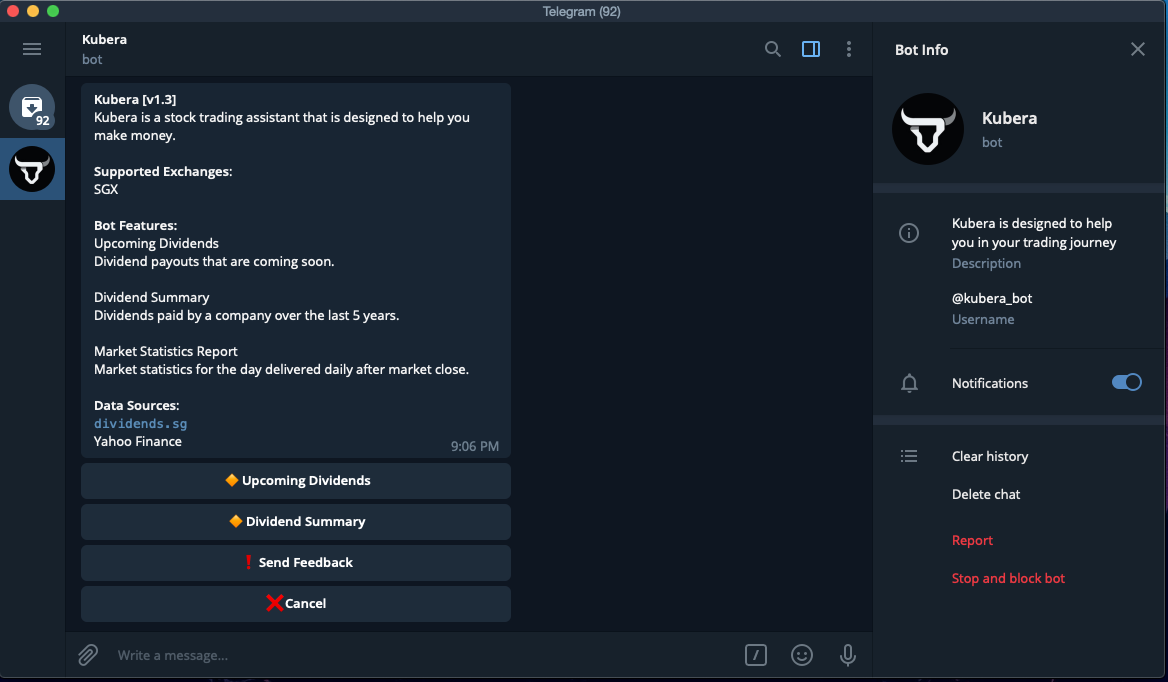 Telegram (92)
Kubera
bot
92
Kubera [v1.3]
Kubera is a stock trading assistant that is designed to help you
make money.
Supported Exchanges:
SGX
Bot Features:
Upcoming Dividends
Dividend payouts that are coming soon.
Dividend Summary
Dividends paid by a company over the last 5 years.
Market Statistics Report
Market statistics for the day delivered daily after market close.
Data Sources:
dividends.sg
Yahoo Finance
9:06 PM
Upcoming Dividends
Dividend Summary
❗ Send Feedback
❌ Cancel
Write a message...
Bot Info
Kubera
bot
Kubera is designed to help
you in your trading journey
Description
@kubera_bot
Username
Notifications
Clear history
Delete chat
Report
Stop and block bot